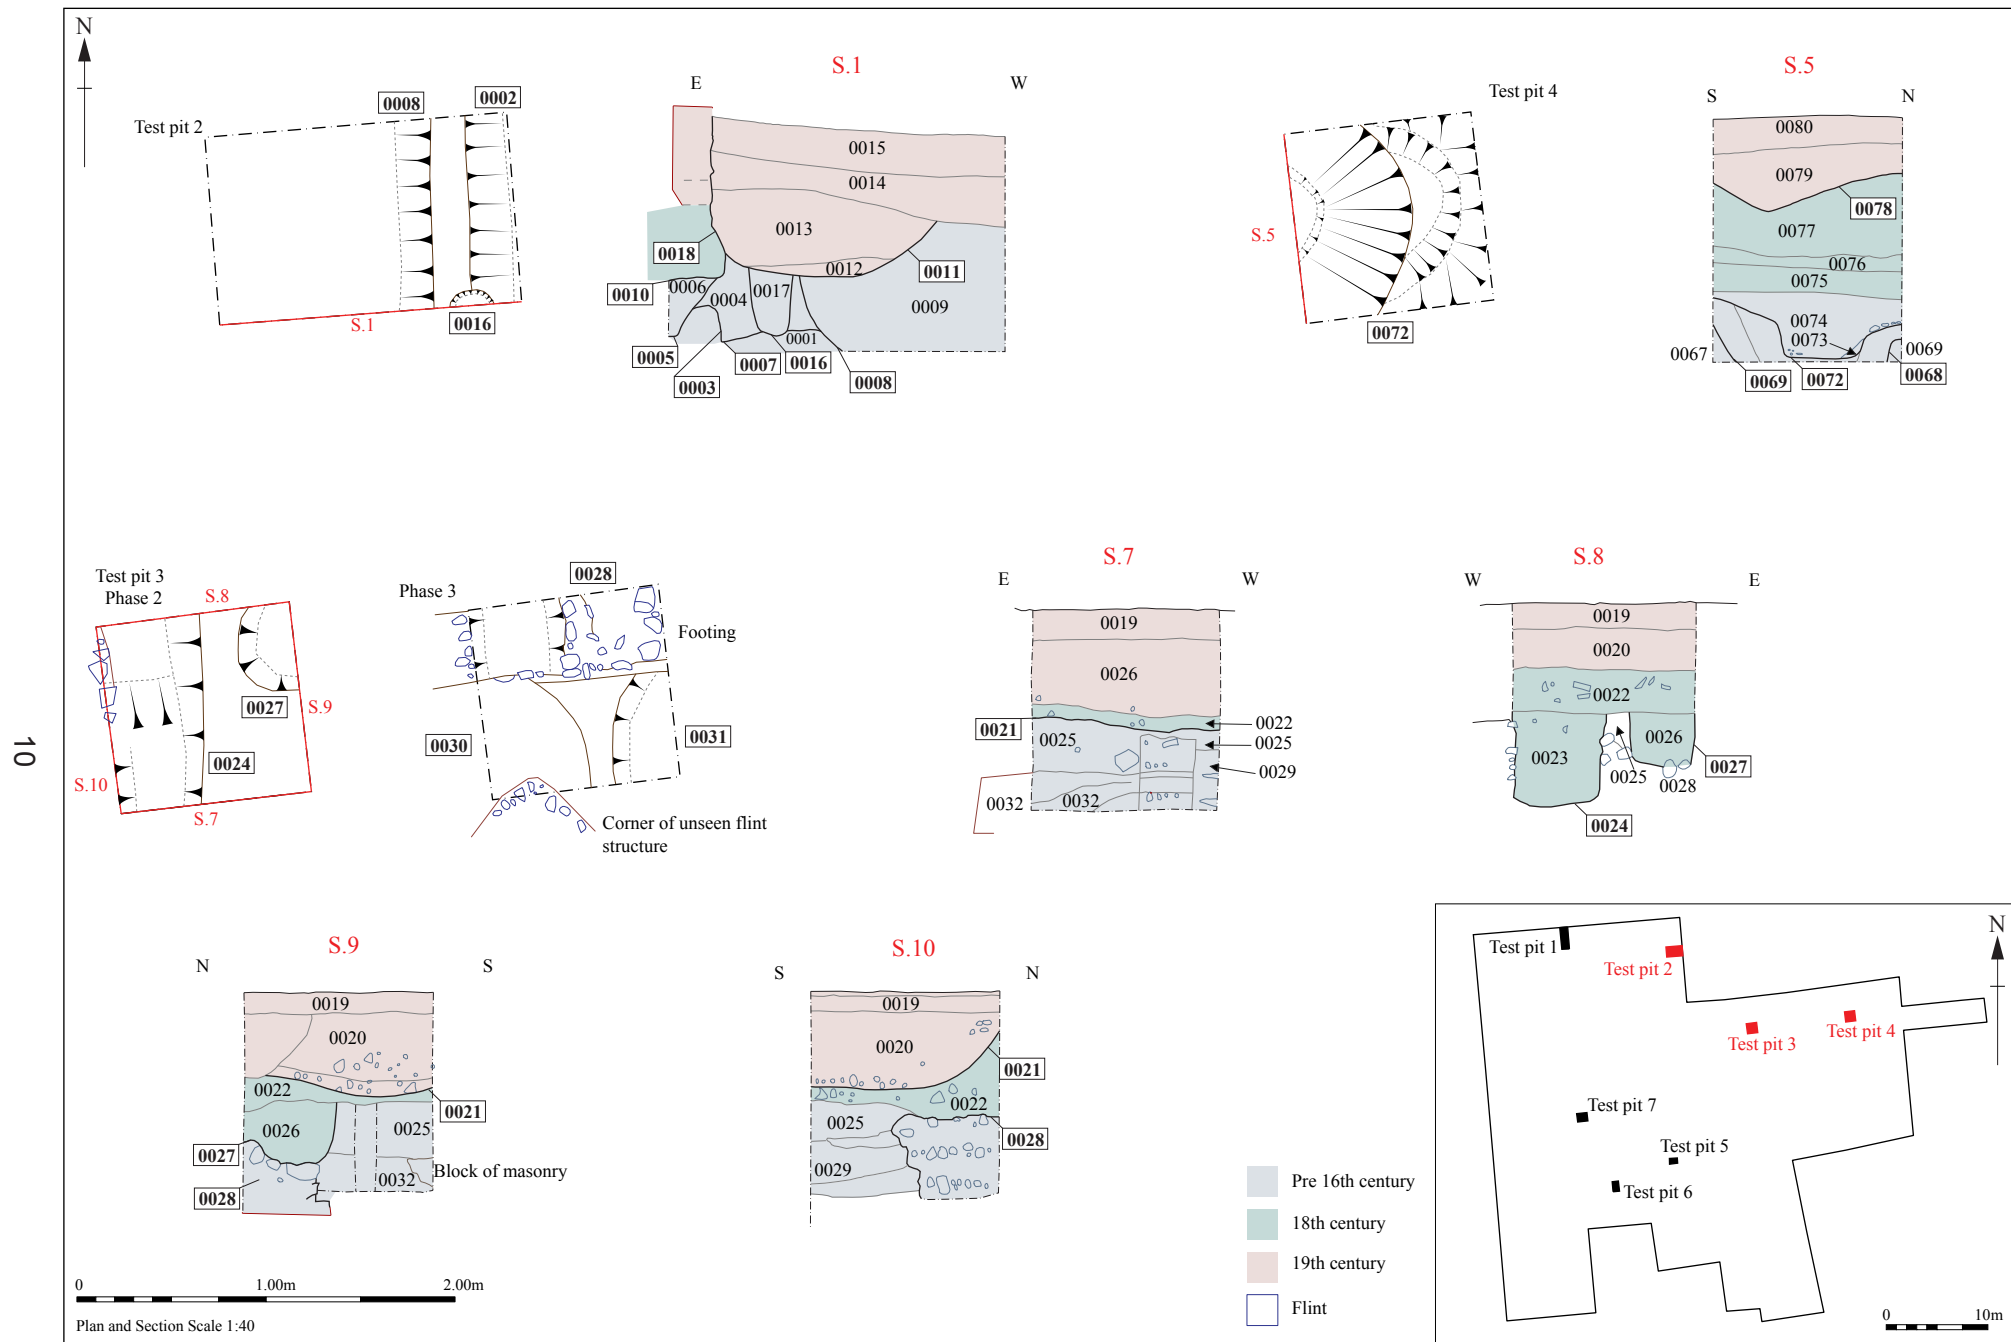 N
Test pit 2
0008
0002
S.1
0016
S.1
E
W
0015
0014
0013
0018
0012
0011
0010
0006
0004
0017
0009
0001
0005
0007
0016
0003
0008
Test pit 4
S.5
0072
S.5
S
N
0080
0079
0078
0077
0076
0075
0074
0073
0067
0069
0069
0072
0068
10
Test pit 3
Phase 2
S.8
0027
S.9
0024
S.10
S.7
Phase 3
0028
Footing
0030
0031
Corner of unseen flint
structure
S.7
E
W
0019
0026
0021
0022
0025
0025
0029
0032
0032
S.8
W
E
0019
0020
0022
0026
0023
0025
0028
0027
0024
S.9
N
S
0019
0020
0022
0021
0026
0025
0027
Block of masonry
0032
0028
S.10
S
N
0019
0020
0021
0022
0025
0028
0029
Pre 16th century
18th century
19th century
Flint
0
1.00m
2.00m
Plan and Section Scale 1:40
N
Test pit 1
Test pit 2
Test pit 3
Test pit 4
Test pit 7
Test pit 5
Test pit 6
0
10m